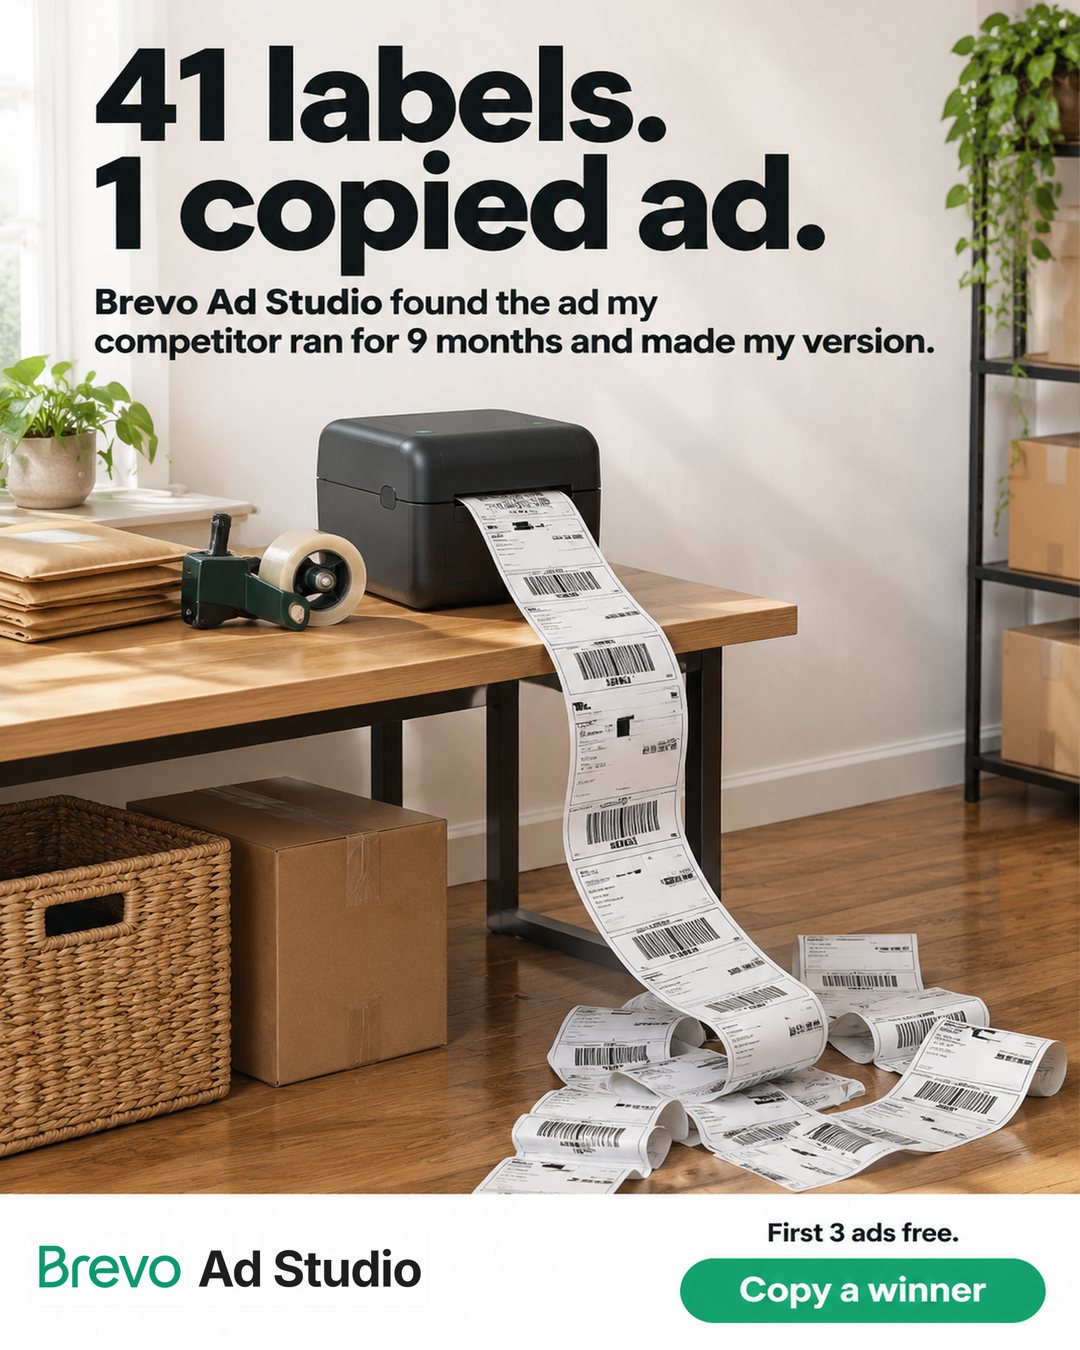 41 labels.
1 copied ad.
Brevo Ad Studio found the ad my
competitor ran for 9 months and made my version.
Brevo Ad Studio
First 3 ads free.
Copy a winner